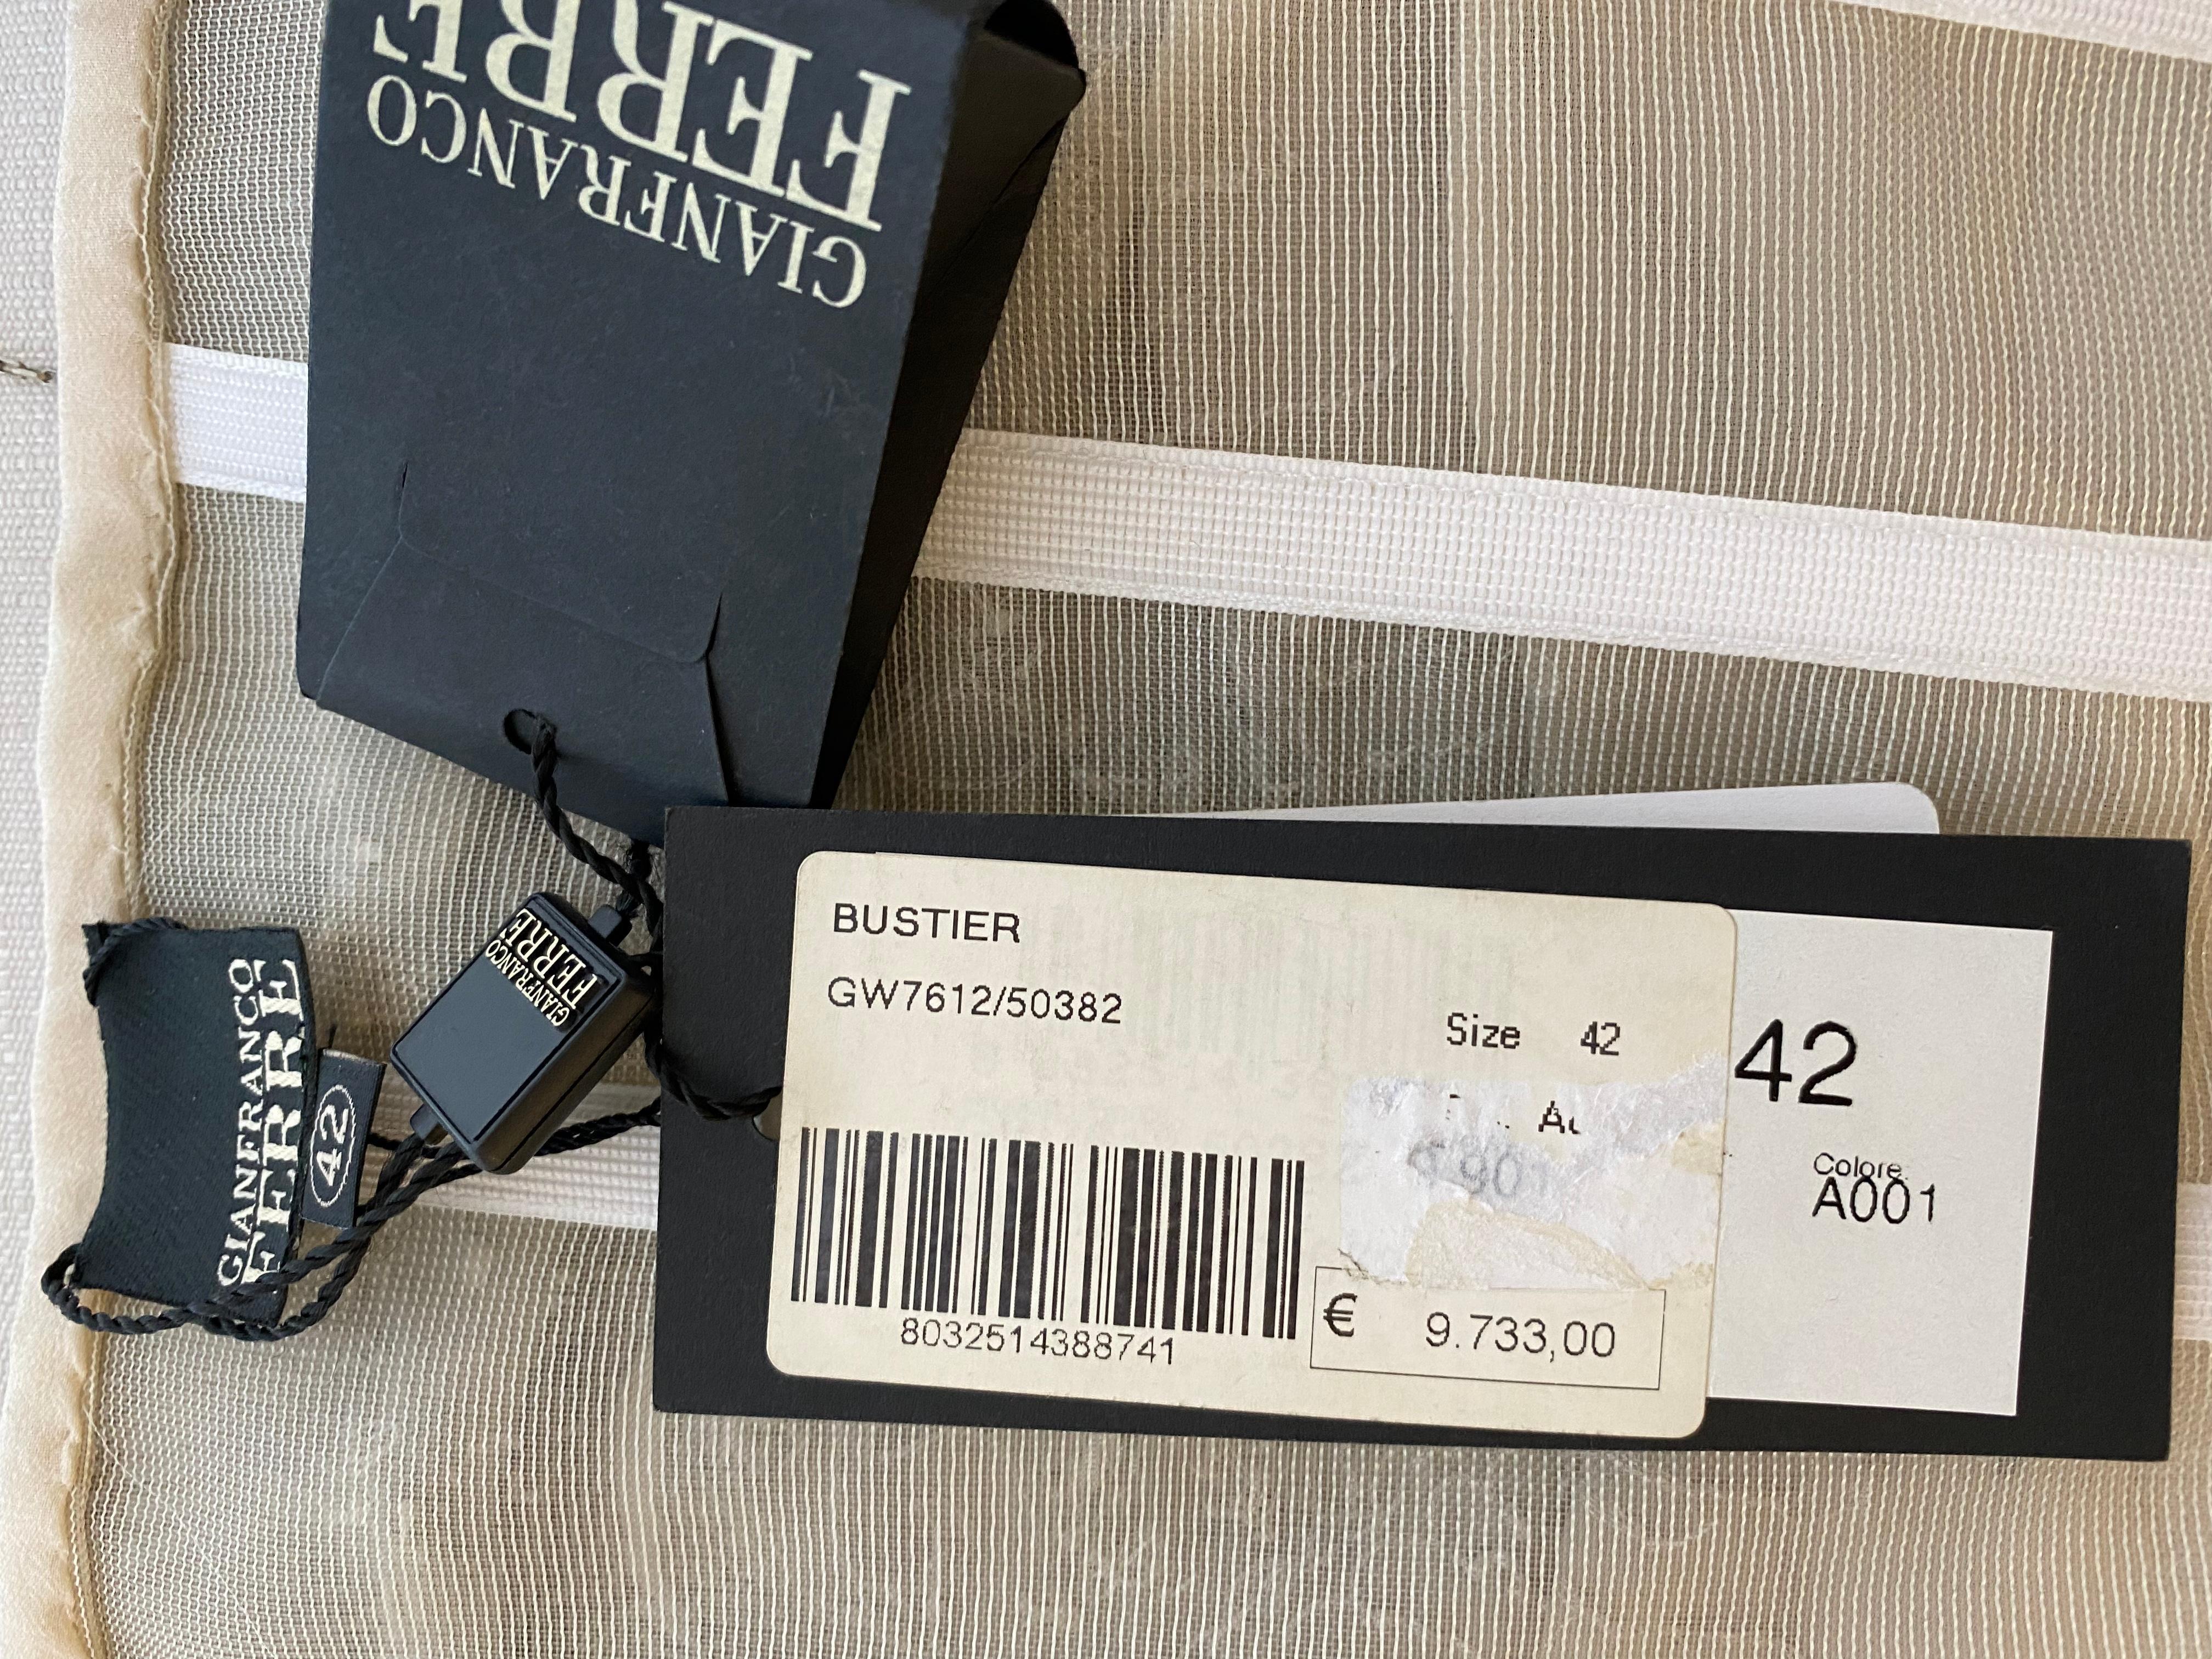 GIANFRANCO
FERRE
GIANFRANCO
FERRE
GIANFRANCO
FERRE
42
BUSTIER
GW7612/50382
Size 42
8032514388741
€ 9.733,00
42
Colore
A001